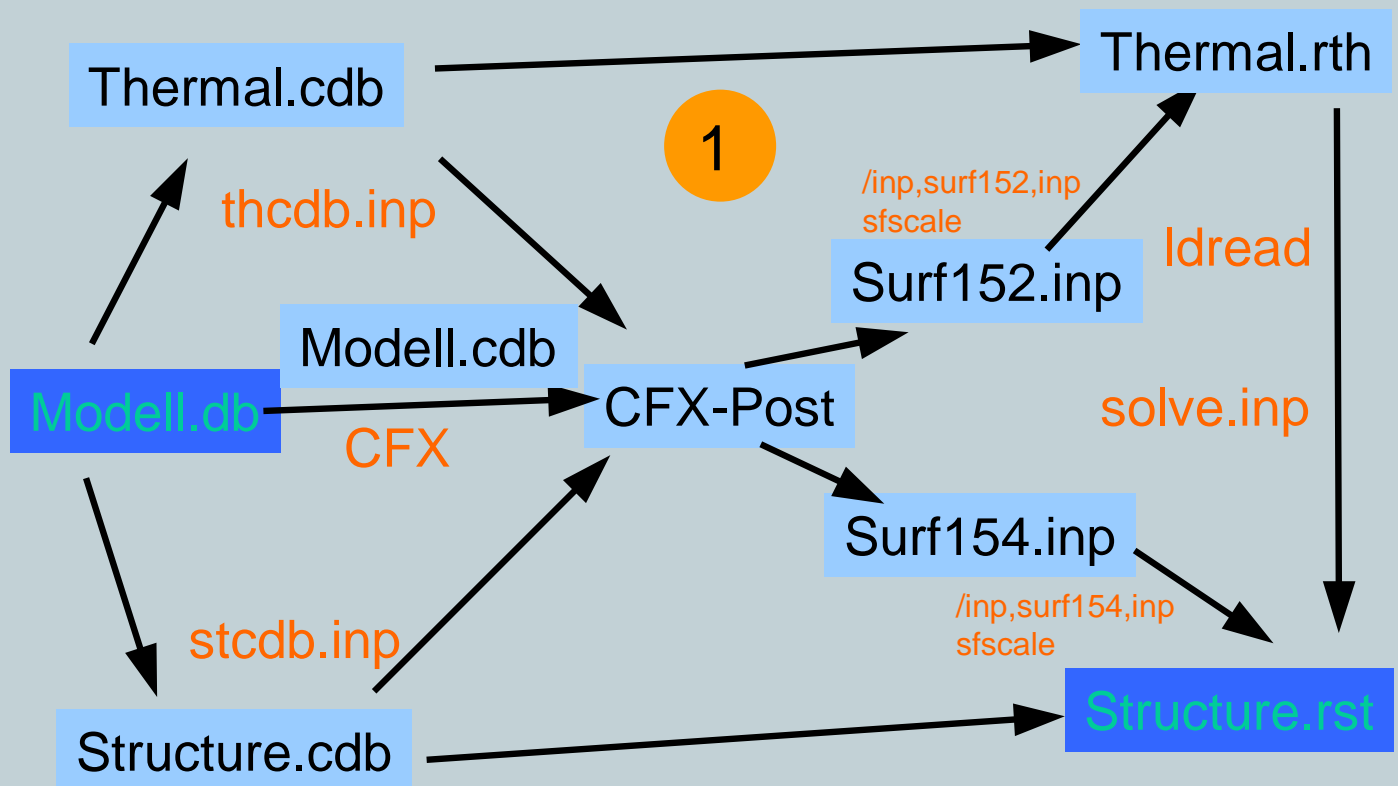 Thermal.rth
Thermal.cdb
1
/inp,surf152,inp
sfscale
thcdb.inp
ldread
Surf152.inp
Modell.cdb
Modell.db
CFX-Post
solve.inp
CFX
Surf154.inp
/inp,surf154,inp
sfscale
stcdb.inp
Structure.rst
Structure.cdb